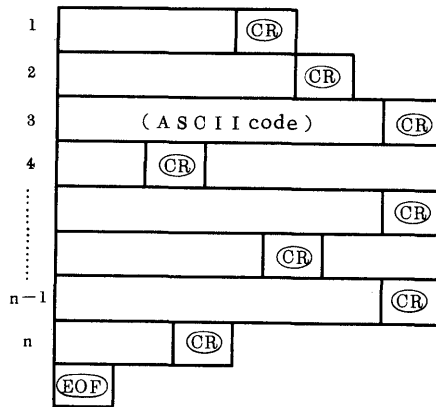 1 CR
2 CR
3 (ASCII code) CR
4 CR
CR
CR
n-1 CR
n CR
EOF